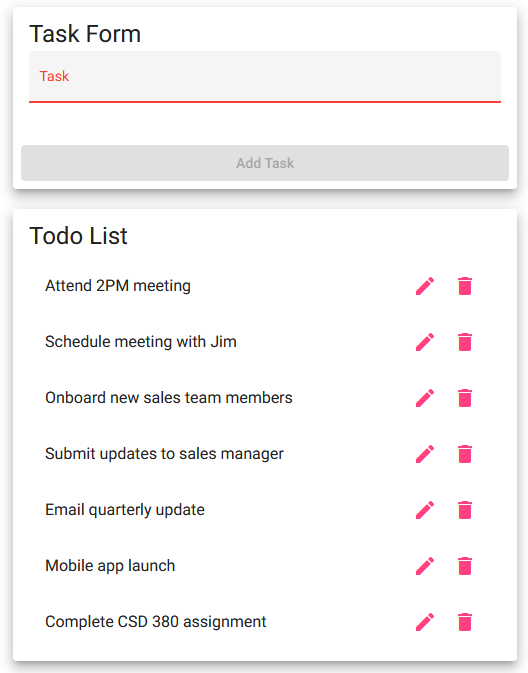 Task Form
Task
Add Task
Todo List
Attend 2PM meeting
Schedule meeting with Jim
Onboard new sales team members
Submit updates to sales manager
Email quarterly update
Mobile app launch
Complete CSD 380 assignment